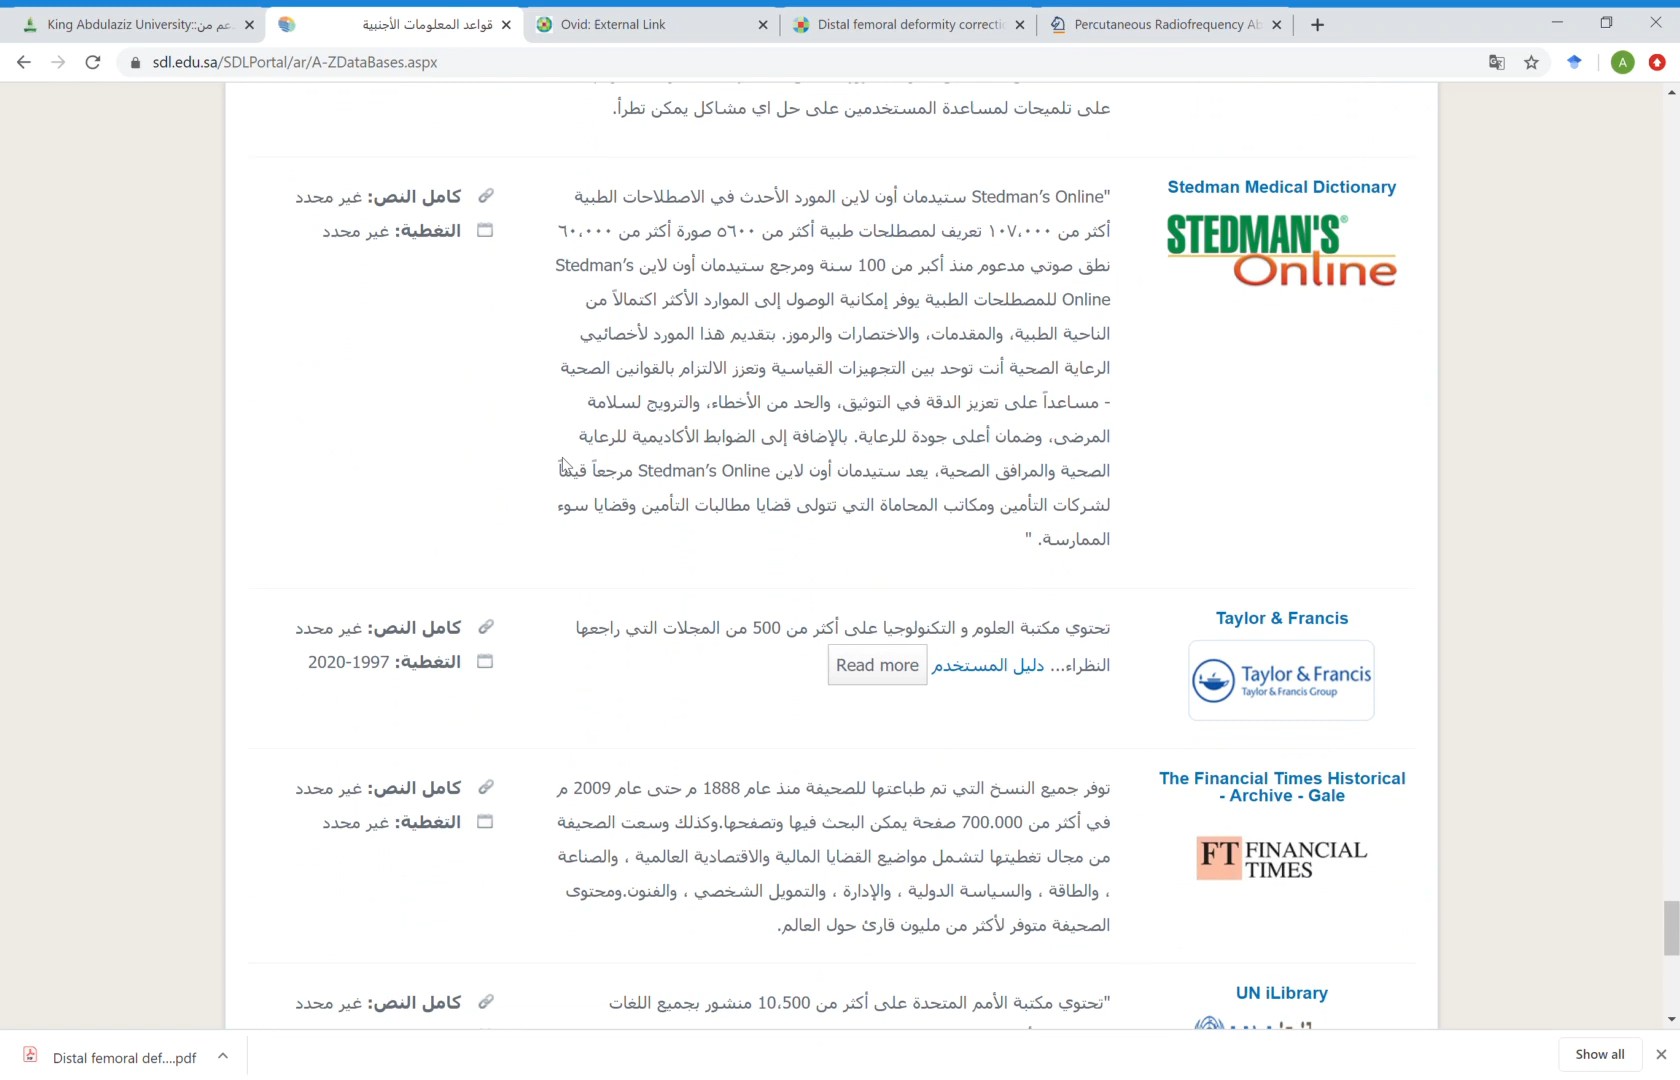 King Abdulaziz University::دعم من
قواعد المعلومات الأجنبية
Ovid: External Link
Distal femoral deformity correcti
Percutaneous Radiofrequency Ab
sdl.edu.sa/SDLPortal/ar/A-ZDataBases.aspx
A
على تلميحات لمساعدة المستخدمين على حل اي مشاكل يمكن تطرأ.
Stedman Medical Dictionary
STEDMAN'S®
Online
"Stedman's Online ستيدمان أون لاين المورد الأحدث في الاصطلاحات الطبية
أكثر من ١٠٧،٠٠٠ تعريف لمصطلحات طبية أكثر من ٥٦٠٠ صورة أكثر من ٦٠،٠٠٠
نطق صوتي مدعوم منذ أكبر من 100 سنة ومرجع ستيدمان أون لاين Stedman's
Online للمصطلحات الطبية يوفر إمكانية الوصول إلى الموارد الأكثر اكتمالاً من
الناحية الطبية، والمقدمات، والاختصارات والرموز. بتقديم هذا المورد لأخصائيي
الرعاية الصحية أنت توحد بين التجهيزات القياسية وتعزز الالتزام بالقوانين الصحية
- مساعداً على تعزيز الدقة في التوثيق، والحد من الأخطاء، والترويج لسلامة
المرضى، وضمان أعلى جودة للرعاية. بالإضافة إلى الضوابط الأكاديمية للرعاية
الصحية والمرافق الصحية، يعد ستيدمان أون لاين Stedman's Online مرجعاً قيماً
لشركات التأمين ومكاتب المحاماة التي تتولى قضايا مطالبات التأمين وقضايا سوء
الممارسة. "
كامل النص: غير محدد
التغطية: غير محدد
Taylor & Francis
Taylor & Francis
Taylor & Francis Group
تحتوي مكتبة العلوم و التكنولوجيا على أكثر من 500 من المجلات التي راجعها
النظراء... دليل المستخدم Read more
كامل النص: غير محدد
التغطية: 1997-2020
The Financial Times Historical
- Archive - Gale
FT FINANCIAL
TIMES
توفر جميع النسخ التي تم طباعتها للصحيفة منذ عام 1888 م حتى عام 2009 م
في أكثر من 700.000 صفحة يمكن البحث فيها وتصفحها.وكذلك وسعت الصحيفة
من مجال تغطيتها لتشمل مواضيع القضايا المالية والاقتصادية العالمية ، والصناعة
، والطاقة ، والسياسة الدولية ، والإدارة ، والتمويل الشخصي ، والفنون.ومحتوى
الصحيفة متوفر لأكثر من مليون قارئ حول العالم.
كامل النص: غير محدد
التغطية: غير محدد
UN iLibrary
"تحتوي مكتبة الأمم المتحدة على أكثر من 10،500 منشور بجميع اللغات
كامل النص: غير محدد
Distal femoral def....pdf
Show all